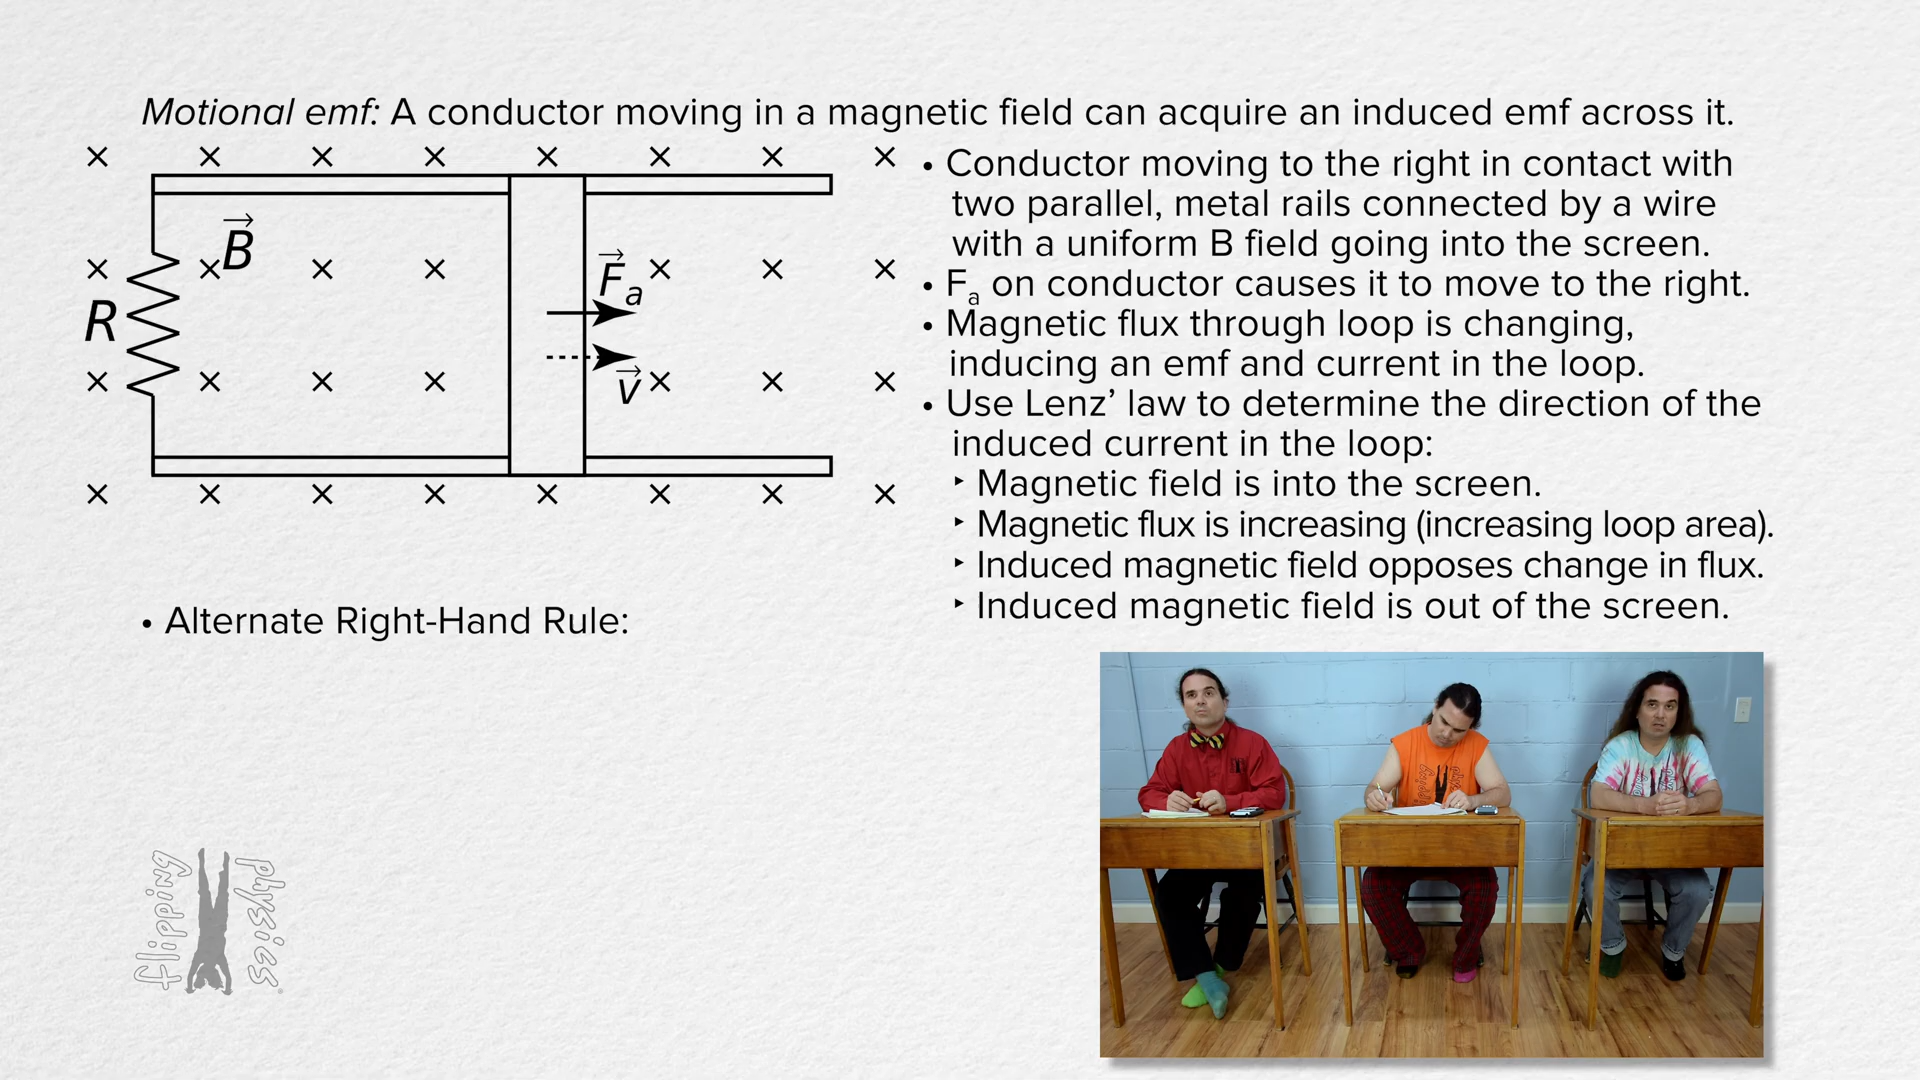 Motional emf: A conductor moving in a magnetic field can acquire an induced emf across it.
B
R
Fa
v
• Conductor moving to the right in contact with
two parallel, metal rails connected by a wire
with a uniform B field going into the screen.
• Fa on conductor causes it to move to the right.
• Magnetic flux through loop is changing,
inducing an emf and current in the loop.
• Use Lenz’ law to determine the direction of the
induced current in the loop:
‣ Magnetic field is into the screen.
‣ Magnetic flux is increasing (increasing loop area).
‣ Induced magnetic field opposes change in flux.
‣ Induced magnetic field is out of the screen.
• Alternate Right-Hand Rule:
flipping
physics